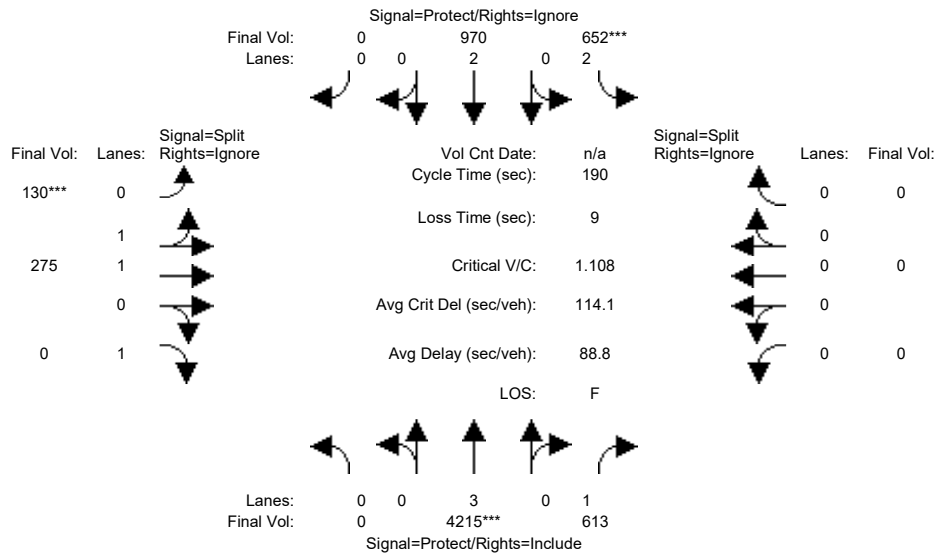 Signal=Protect/Rights=Ignore
Final Vol: 0 970 652***
Lanes: 0 0 2 0 2
Signal=Split Signal=Split
Final Vol: Lanes: Rights=Ignore Vol Cnt Date: n/a Rights=Ignore Lanes: Final Vol:
Cycle Time (sec): 190
130*** 0 0 0
Loss Time (sec): 9
1 0
275 1 Critical V/C: 1.108 0 0
0 Avg Crit Del (sec/veh): 114.1 0
0 1 Avg Delay (sec/veh): 88.8 0 0
LOS: F
Lanes: 0 0 3 0 1
Final Vol: 0 4215*** 613
Signal=Protect/Rights=Include